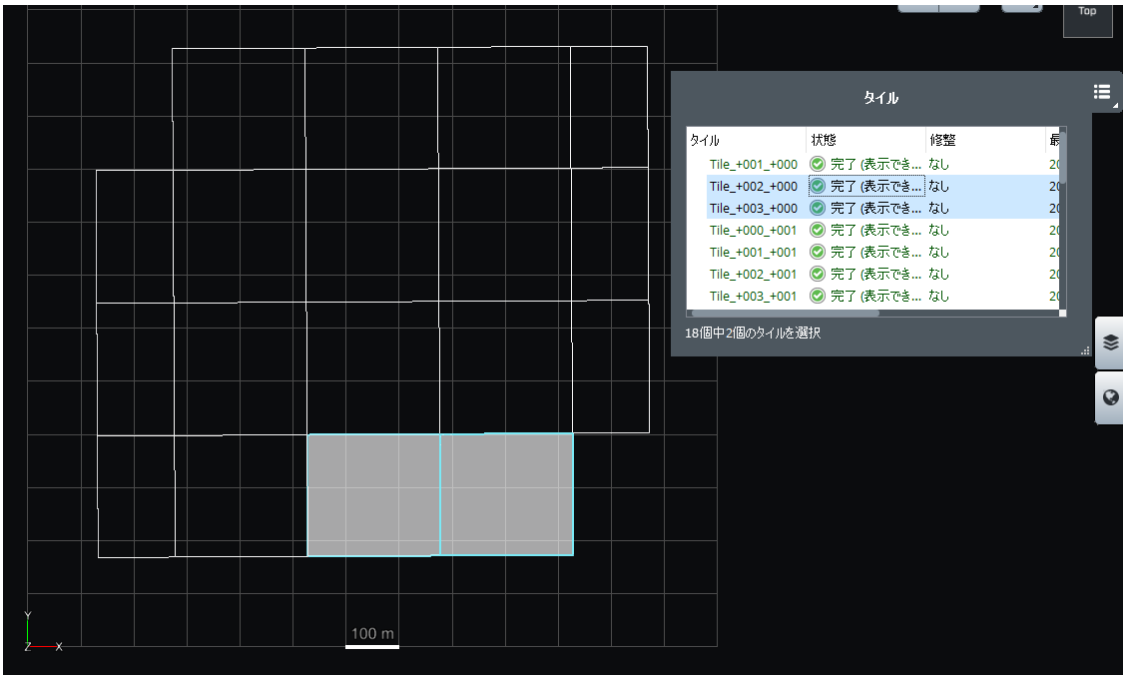 Top
タイル
タイル 状態 修整 最
Tile_+001_+000 完了 (表示でき... なし 20
Tile_+002_+000 完了 (表示でき... なし 20
Tile_+003_+000 完了 (表示でき... なし 20
Tile_+000_+001 完了 (表示でき... なし 20
Tile_+001_+001 完了 (表示でき... なし 20
Tile_+002_+001 完了 (表示でき... なし 20
Tile_+003_+001 完了 (表示でき... なし 20
18個中2個のタイルを選択
Y
Z X
100 m